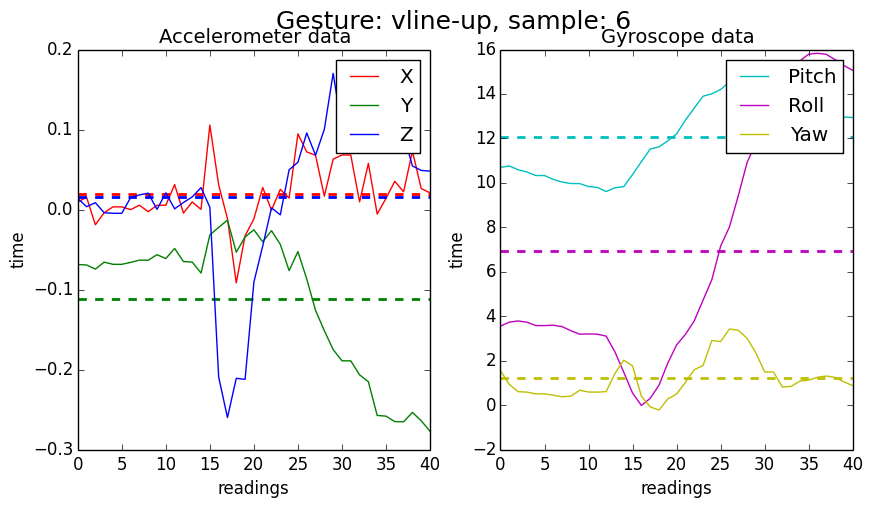 Gesture: vline-up, sample: 6
Accelerometer data
0.2
0.1
0.0
−0.1
−0.2
−0.3
time
0 5 10 15 20 25 30 35 40
readings
X
Y
Z
Gyroscope data
16
14
12
10
8
6
4
2
0
−2
time
0 5 10 15 20 25 30 35 40
readings
Pitch
Roll
Yaw